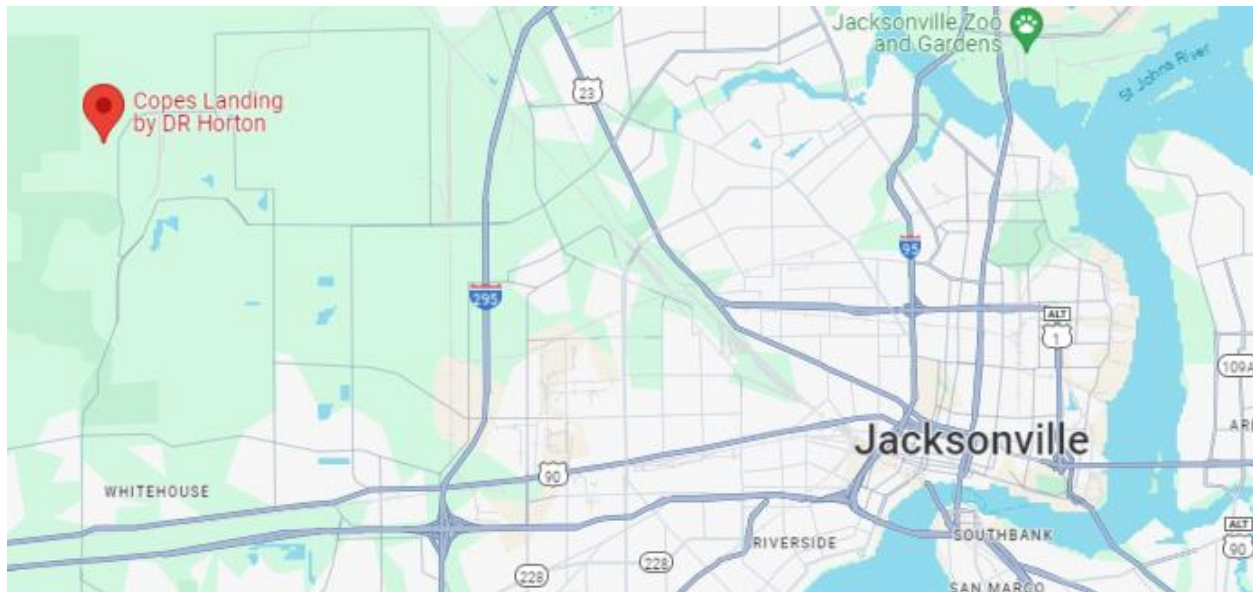 Jacksonville Zoo
and Gardens
St Johns River
Copes Landing
by DR Horton
23
95
295
ALT
1
109A
Jacksonville
AR
90
WHITEHOUSE
ALT
90
RIVERSIDE
SOUTHBANK
228
228
SAN MARCO